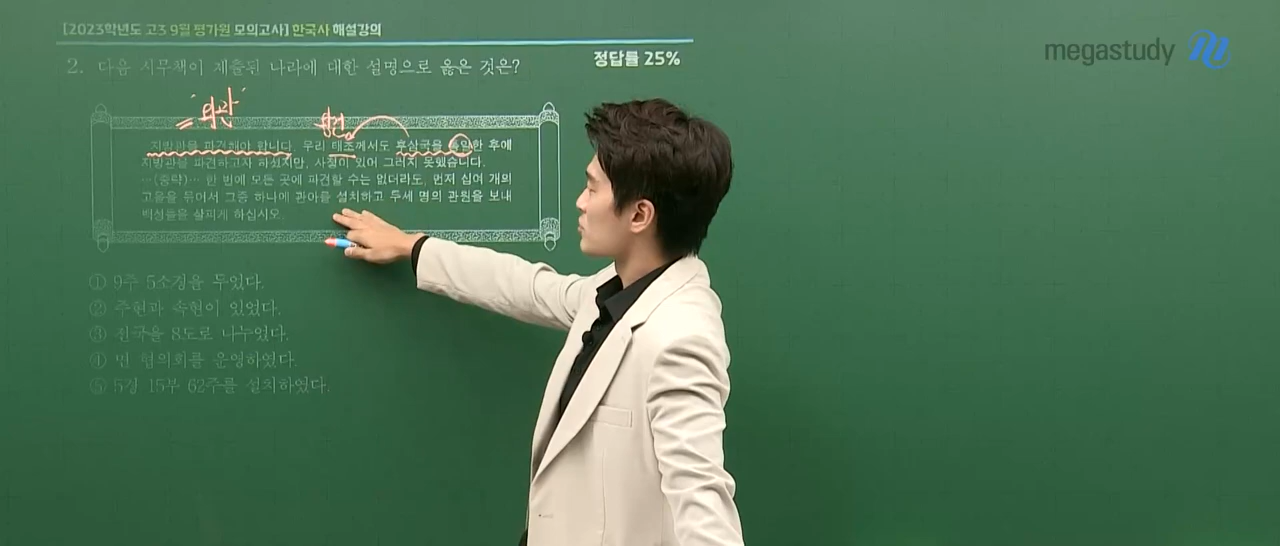 [2023학년도 고3 9월 평가원 모의고사] 한국사 해설강의
megastudy
2. 다음 시무책이 제출된 나라에 대한 설명으로 옳은 것은?
정답률 25%
지방관을 파견해야 합니다. 우리 태조께서도 후삼국을 통일한 후에
지방관을 파견하고자 하셨지만, 사정이 있어 그러지 못했습니다.
…(중략)… 한 번에 모든 곳에 파견할 수는 없더라도, 먼저 십여 개의
고을을 묶어서 그중 하나에 관아를 설치하고 두세 명의 관원을 보내
백성들을 살피게 하십시오.
① 9주 5소경을 두었다.
② 주현과 속현이 있었다.
③ 전국을 8도로 나누었다.
④ 면 협의회를 운영하였다.
⑤ 5경 15부 62주를 설치하였다.